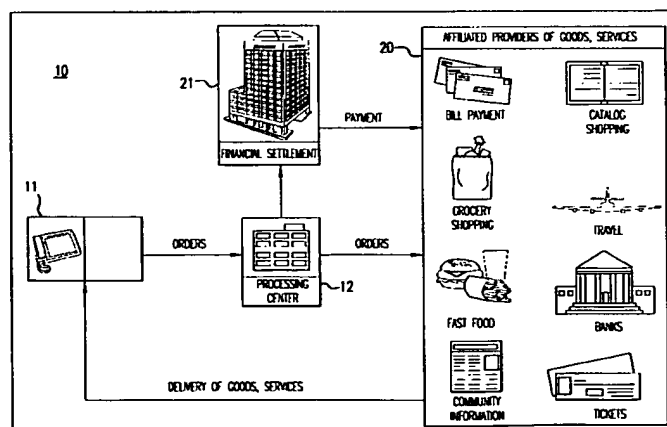 10
21
FINANCIAL SETTLEMENT
PAYMENT
11
ORDERS
PROCESSING
CENTER
12
ORDERS
DELIVERY OF GOODS, SERVICES
20
AFFILIATED PROVIDERS OF GOODS, SERVICES
BILL PAYMENT
CATALOG
SHOPPING
GROCERY
SHOPPING
TRAVEL
FAST FOOD
BANKS
COMMUNITY
INFORMATION
TICKETS